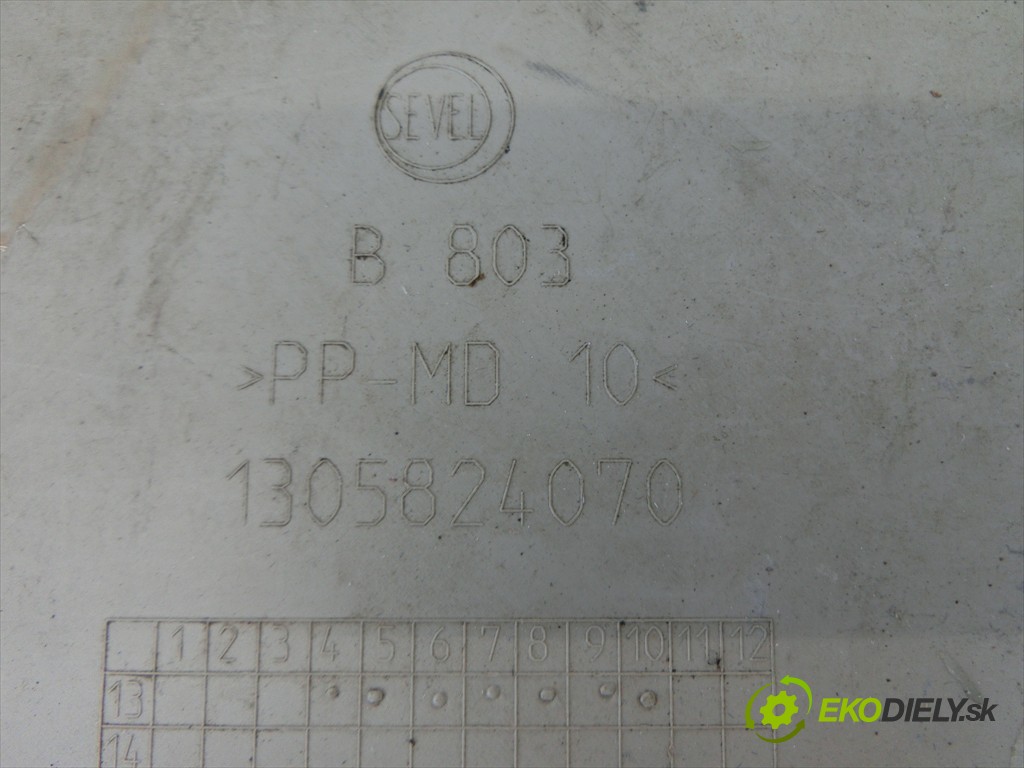 SEVEL
B 803
>PP-MD 10<
1305824070
1 2 3 4 5 6 7 8 9 10 11 12
13
14
EKODIELY.sk